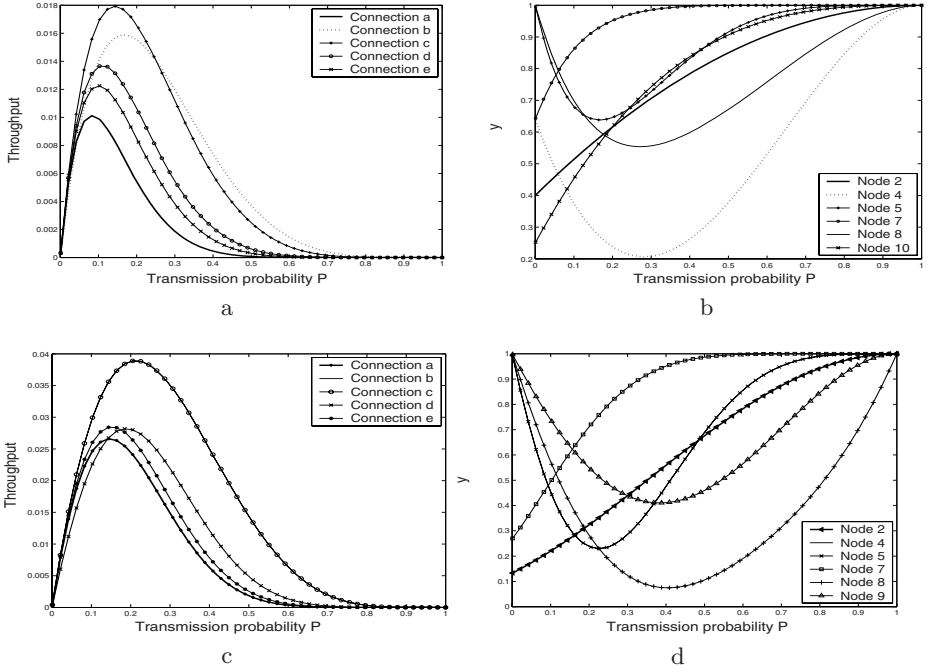 0.018
0.016
0.014
0.012
0.01
0.008
0.006
0.004
0.002
0
Throughput
0 0.1 0.2 0.3 0.4 0.5 0.6 0.7 0.8 0.9 1
Transmission probability P
Connection a
Connection b
Connection c
Connection d
Connection e
a
1
0.9
0.8
0.7
0.6
0.5
0.4
0.3
0.2
y
0 0.1 0.2 0.3 0.4 0.5 0.6 0.7 0.8 0.9 1
Transmission probability P
Node 2
Node 4
Node 5
Node 7
Node 8
Node 10
b
0.04
0.035
0.03
0.025
0.02
0.015
0.01
0.005
0
Throughput
0 0.1 0.2 0.3 0.4 0.5 0.6 0.7 0.8 0.9 1
Transmission probability P
Connection a
Connection b
Connection c
Connection d
Connection e
c
1
0.9
0.8
0.7
0.6
0.5
0.4
0.3
0.2
0.1
0
y
0 0.2 0.4 0.6 0.8 1
Transmission probability P
Node 2
Node 4
Node 5
Node 7
Node 8
Node 9
d